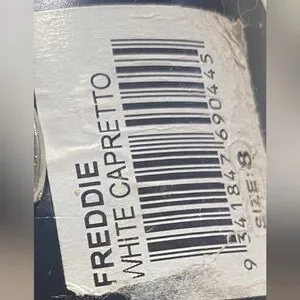 FREDDIE
WHITE CAPRETTO
9 341847 690445
SIZE: 8